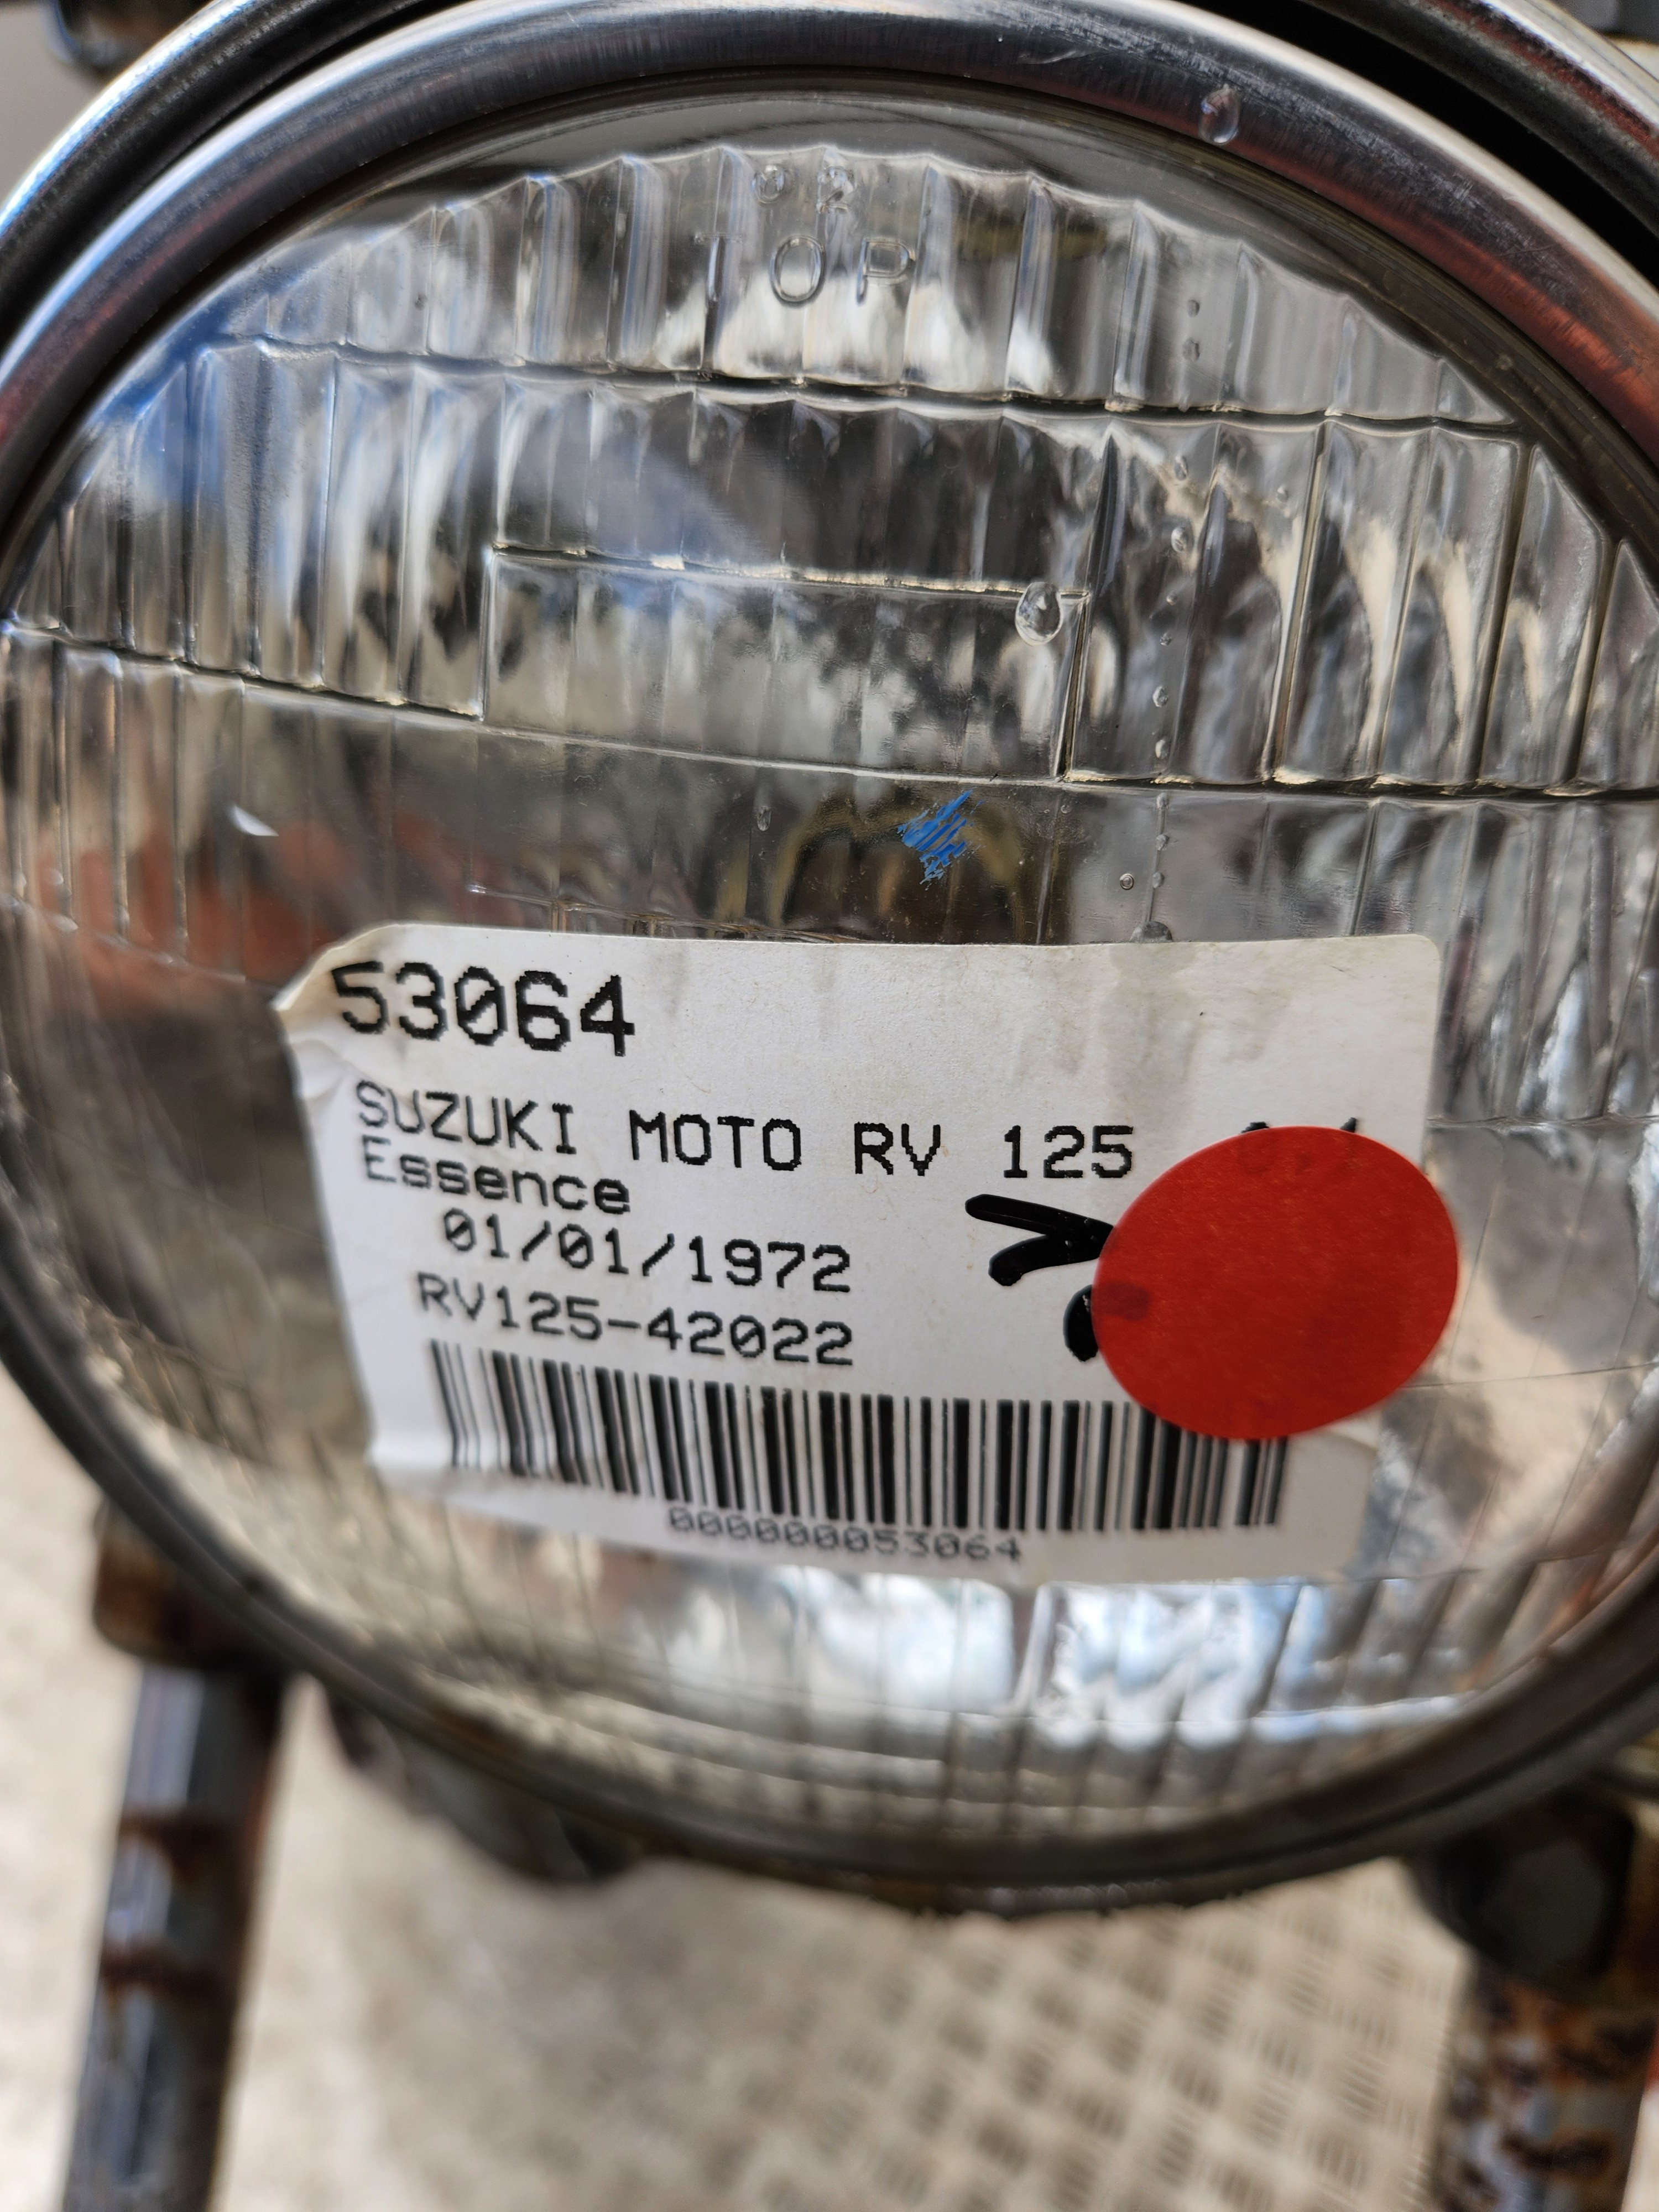 TOP
53064
SUZUKI MOTO RV 125
Essence
01/01/1972
RV125-42022
000000053064